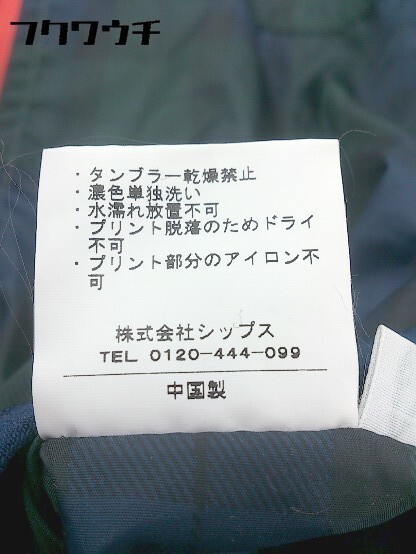 フクワウチ
・タンブラー乾燥禁止
・濃色単独洗い
・水濡れ放置不可
・プリント脱落のためドライ
不可
・プリント部分のアイロン不
可
株式会社シップス
TEL 0120-444-099
中国製